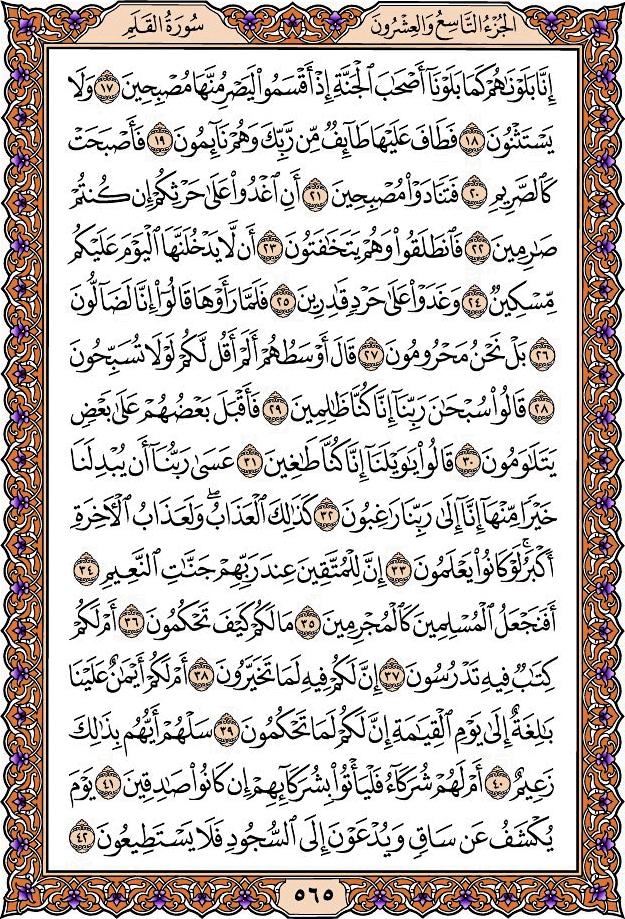 الجُزْءُ التَّاسِعُ وَالعِشْرُونَ
سُورَةُ القَلَمِ
إِنَّا بَلَوْنَٰهُمْ كَمَا بَلَوْنَآ أَصْحَٰبَ ٱلْجَنَّةِ إِذْ أَقْسَمُوا۟ لَيَصْرِمُنَّهَا مُصْبِحِينَ ١٧ وَلَا
يَسْتَثْنُونَ ١٨ فَطَافَ عَلَيْهَا طَآئِفٌ مِّن رَّبِّكَ وَهُمْ نَآئِمُونَ ١٩ فَأَصْبَحَتْ
كَٱلصَّرِيمِ ٢٠ فَتَنَادَوْا۟ مُصْبِحِينَ ٢١ أَنِ ٱغْدُوا۟ عَلَىٰ حَرْثِكُمْ إِن كُنتُمْ
صَٰرِمِينَ ٢٢ فَٱنطَلَقُوا۟ وَهُمْ يَتَخَٰفَتُونَ ٢٣ أَن لَّا يَدْخُلَنَّهَا ٱلْيَوْمَ عَلَيْكُم
مِّسْكِينٌ ٢٤ وَغَدَوْا۟ عَلَىٰ حَرْدٍ قَٰدِرِينَ ٢٥ فَلَمَّا رَأَوْهَا قَالُوٓا۟ إِنَّا لَضَآلُّونَ
٢٦ بَلْ نَحْنُ مَحْرُومُونَ ٢٧ قَالَ أَوْسَطُهُمْ أَلَمْ أَقُل لَّكُمْ لَوْلَا تُسَبِّحُونَ
٢٨ قَالُوا۟ سُبْحَٰنَ رَبِّنَآ إِنَّا كُنَّا ظَٰلِمِينَ ٢٩ فَأَقْبَلَ بَعْضُهُمْ عَلَىٰ بَعْضٍ
يَتَلَٰوَمُونَ ٣٠ قَالُوا۟ يَٰوَيْلَنَآ إِنَّا كُنَّا طَٰغِينَ ٣١ عَسَىٰ رَبُّنَآ أَن يُبْدِلَنَا
خَيْرًا مِّنْهَآ إِنَّآ إِلَىٰ رَبِّنَا رَٰغِبُونَ ٣٢ كَذَٰلِكَ ٱلْعَذَابُ ۖ وَلَعَذَابُ ٱلْـَٔاخِرَةِ
أَكْبَرُ ۚ لَوْ كَانُوا۟ يَعْلَمُونَ ٣٣ إِنَّ لِلْمُتَّقِينَ عِندَ رَبِّهِمْ جَنَّٰتِ ٱلنَّعِيمِ ٣٤
أَفَنَجْعَلُ ٱلْمُسْلِمِينَ كَٱلْمُجْرِمِينَ ٣٥ مَا لَكُمْ كَيْفَ تَحْكُمُونَ ٣٦ أَمْ لَكُمْ
كِتَٰبٌ فِيهِ تَدْرُسُونَ ٣٧ إِنَّ لَكُمْ فِيهِ لَمَا تَخَيَّرُونَ ٣٨ أَمْ لَكُمْ أَيْمَٰنٌ عَلَيْنَا
بَٰلِغَةٌ إِلَىٰ يَوْمِ ٱلْقِيَٰمَةِ إِنَّ لَكُمْ لَمَا تَحْكُمُونَ ٣٩ سَلْهُمْ أَيُّهُم بِذَٰلِكَ
زَعِيمٌ ٤٠ أَمْ لَهُمْ شُرَكَآءُ فَلْيَأْتُوا۟ بِشُرَكَآئِهِمْ إِن كَانُوا۟ صَٰدِقِينَ ٤١ يَوْمَ
يُكْشَفُ عَن سَاقٍ وَيُدْعَوْنَ إِلَى ٱلسُّجُودِ فَلَا يَسْتَطِيعُونَ ٤٢
٥٦٥